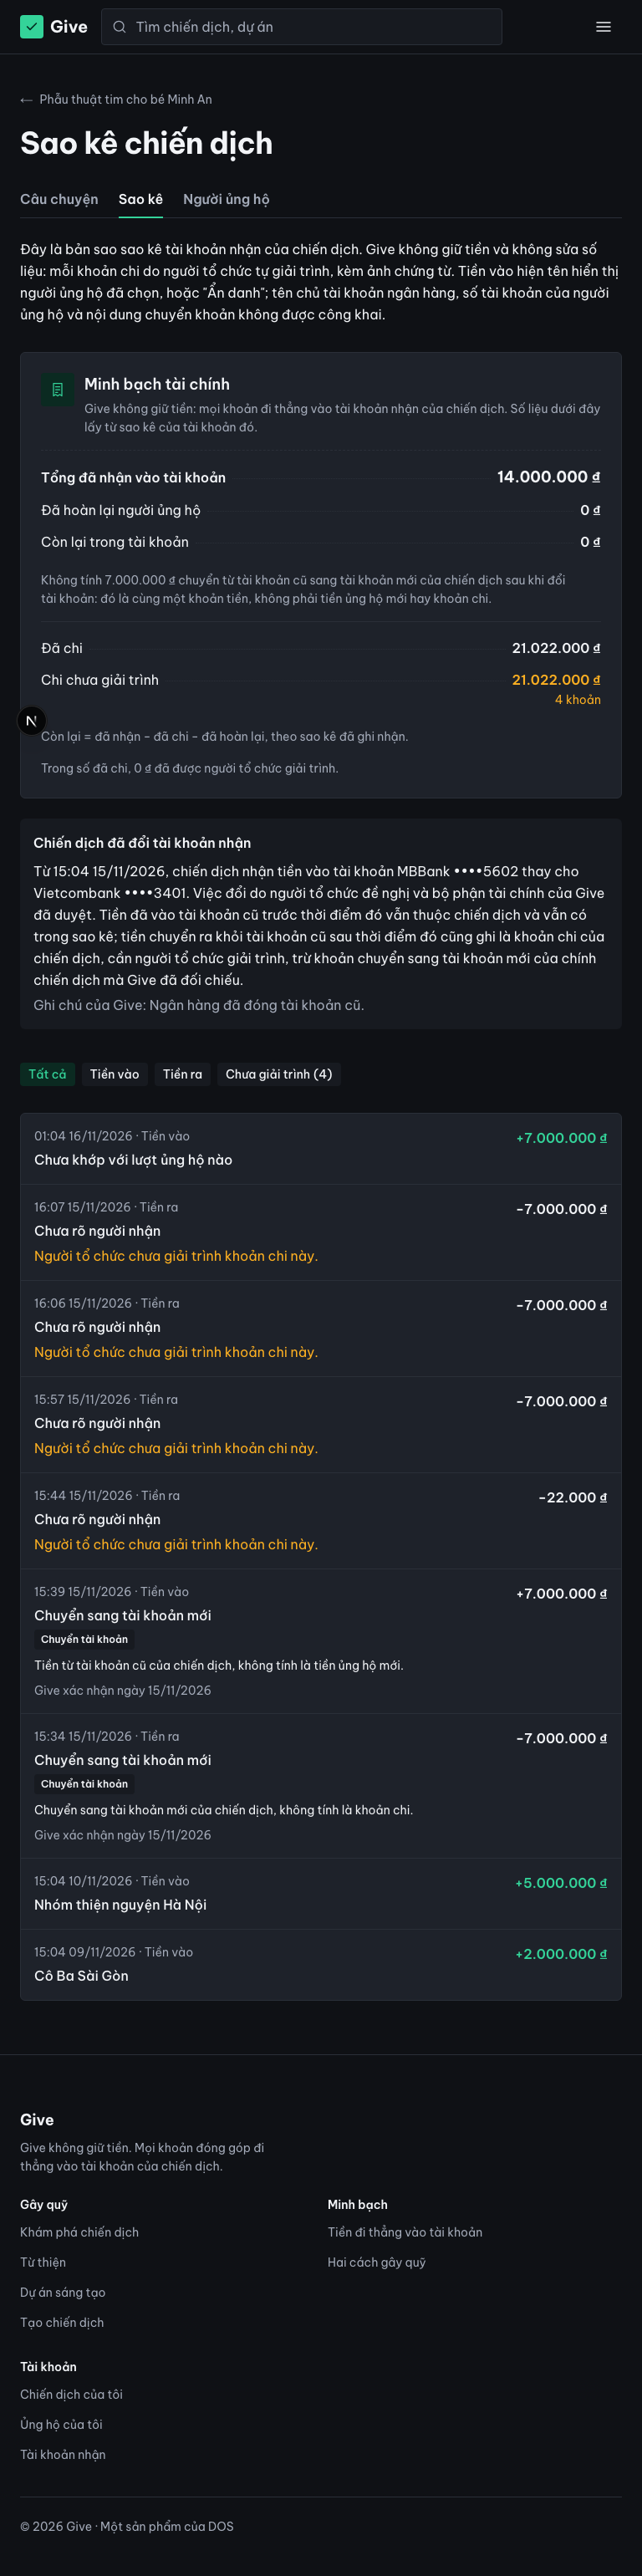 Give
Tìm chiến dịch, dự án
← Phẫu thuật tim cho bé Minh An
Sao kê chiến dịch
Câu chuyện Sao kê Người ủng hộ
Đây là bản sao sao kê tài khoản nhận của chiến dịch. Give không giữ tiền và không sửa số
liệu: mỗi khoản chi do người tổ chức tự giải trình, kèm ảnh chứng từ. Tiền vào hiện tên hiển thị
người ủng hộ đã chọn, hoặc "Ẩn danh"; tên chủ tài khoản ngân hàng, số tài khoản của người
ủng hộ và nội dung chuyển khoản không được công khai.
Minh bạch tài chính
Give không giữ tiền: mọi khoản đi thẳng vào tài khoản nhận của chiến dịch. Số liệu dưới đây
lấy từ sao kê của tài khoản đó.
Tổng đã nhận vào tài khoản 14.000.000 ₫
Đã hoàn lại người ủng hộ 0 ₫
Còn lại trong tài khoản 0 ₫
Không tính 7.000.000 ₫ chuyển từ tài khoản cũ sang tài khoản mới của chiến dịch sau khi đổi
tài khoản: đó là cùng một khoản tiền, không phải tiền ủng hộ mới hay khoản chi.
Đã chi 21.022.000 ₫
Chi chưa giải trình 21.022.000 ₫
4 khoản
N
Còn lại = đã nhận − đã chi − đã hoàn lại, theo sao kê đã ghi nhận.
Trong số đã chi, 0 ₫ đã được người tổ chức giải trình.
Chiến dịch đã đổi tài khoản nhận
Từ 15:04 15/11/2026, chiến dịch nhận tiền vào tài khoản MBBank ••••5602 thay cho
Vietcombank ••••3401. Việc đổi do người tổ chức đề nghị và bộ phận tài chính của Give
đã duyệt. Tiền đã vào tài khoản cũ trước thời điểm đó vẫn thuộc chiến dịch và vẫn có
trong sao kê; tiền chuyển ra khỏi tài khoản cũ sau thời điểm đó cũng ghi là khoản chi của
chiến dịch, cần người tổ chức giải trình, trừ khoản chuyển sang tài khoản mới của chính
chiến dịch mà Give đã đối chiếu.
Ghi chú của Give: Ngân hàng đã đóng tài khoản cũ.
Tất cả Tiền vào Tiền ra Chưa giải trình (4)
01:04 16/11/2026 · Tiền vào +7.000.000 ₫
Chưa khớp với lượt ủng hộ nào
16:07 15/11/2026 · Tiền ra −7.000.000 ₫
Chưa rõ người nhận
Người tổ chức chưa giải trình khoản chi này.
16:06 15/11/2026 · Tiền ra −7.000.000 ₫
Chưa rõ người nhận
Người tổ chức chưa giải trình khoản chi này.
15:57 15/11/2026 · Tiền ra −7.000.000 ₫
Chưa rõ người nhận
Người tổ chức chưa giải trình khoản chi này.
15:44 15/11/2026 · Tiền ra −22.000 ₫
Chưa rõ người nhận
Người tổ chức chưa giải trình khoản chi này.
15:39 15/11/2026 · Tiền vào +7.000.000 ₫
Chuyển sang tài khoản mới
Chuyển tài khoản
Tiền từ tài khoản cũ của chiến dịch, không tính là tiền ủng hộ mới.
Give xác nhận ngày 15/11/2026
15:34 15/11/2026 · Tiền ra −7.000.000 ₫
Chuyển sang tài khoản mới
Chuyển tài khoản
Chuyển sang tài khoản mới của chiến dịch, không tính là khoản chi.
Give xác nhận ngày 15/11/2026
15:04 10/11/2026 · Tiền vào +5.000.000 ₫
Nhóm thiện nguyện Hà Nội
15:04 09/11/2026 · Tiền vào +2.000.000 ₫
Cô Ba Sài Gòn
Give
Give không giữ tiền. Mọi khoản đóng góp đi
thẳng vào tài khoản của chiến dịch.
Gây quỹ
Khám phá chiến dịch
Từ thiện
Dự án sáng tạo
Tạo chiến dịch
Minh bạch
Tiền đi thẳng vào tài khoản
Hai cách gây quỹ
Tài khoản
Chiến dịch của tôi
Ủng hộ của tôi
Tài khoản nhận
© 2026 Give · Một sản phẩm của DOS